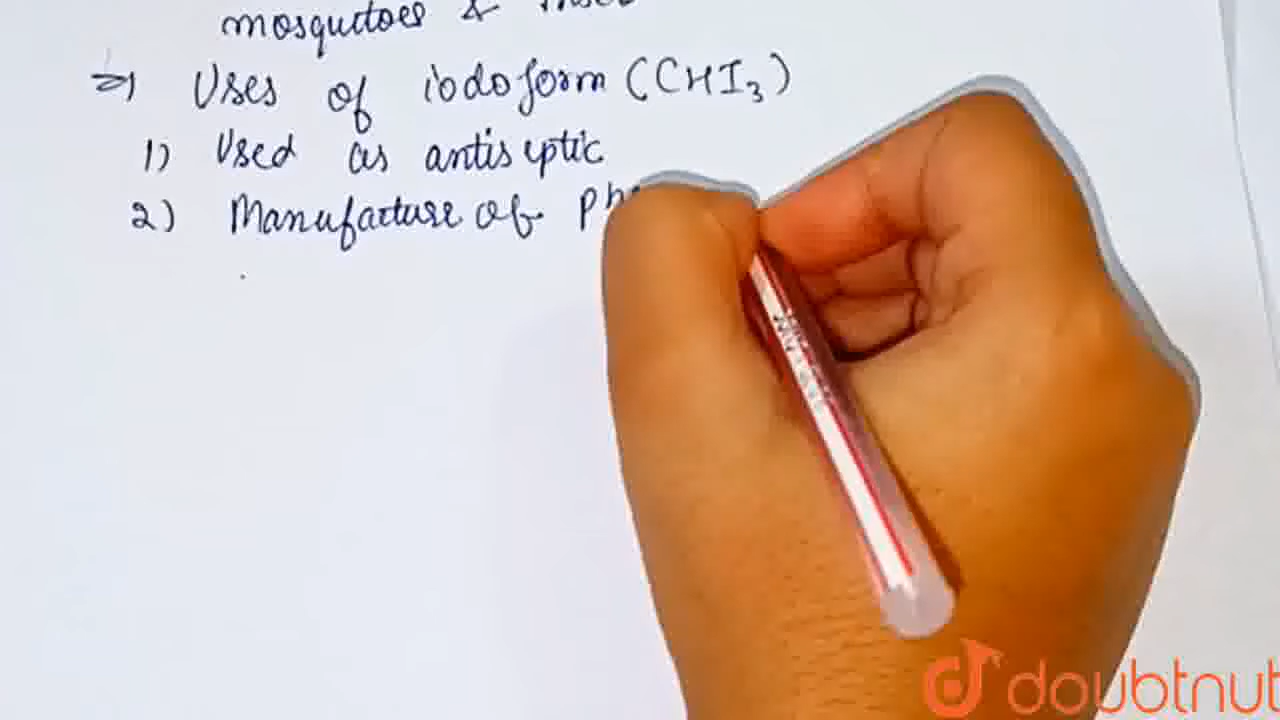 mosquitoes &
⇒ Uses of iodoform (CHI₃)
1) Used as antiseptic
2) Manufacture of
doubtnut